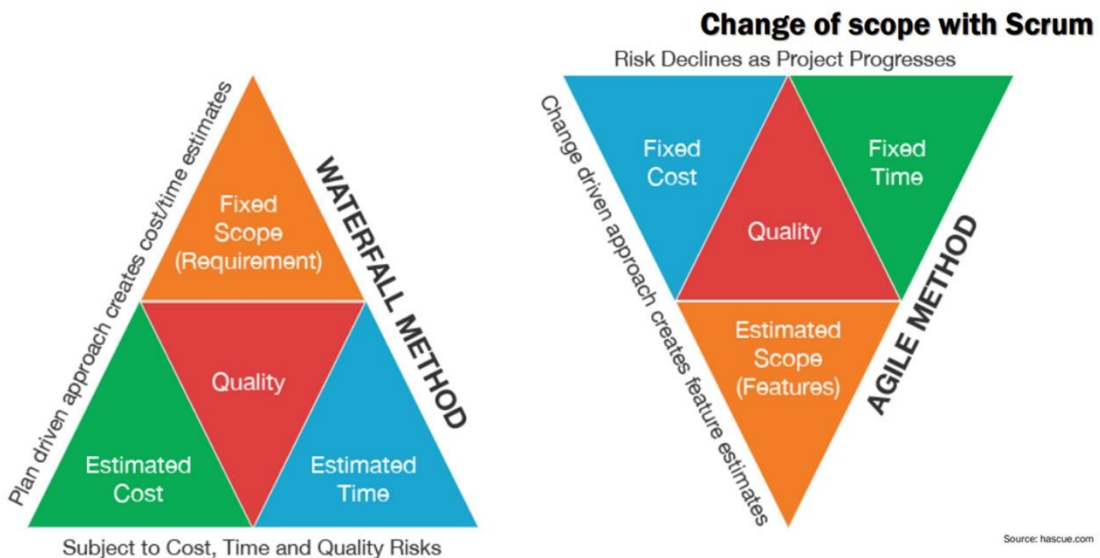 Change of scope with Scrum
Plan driven approach creates cost/time estimates
WATERFALL METHOD
Fixed
Scope
(Requirement)
Quality
Estimated
Cost
Estimated
Time
Subject to Cost, Time and Quality Risks
Risk Declines as Project Progresses
Change driven approach creates feature estimates
AGILE METHOD
Fixed
Cost
Quality
Fixed
Time
Estimated
Scope
(Features)
Source: hascue.com